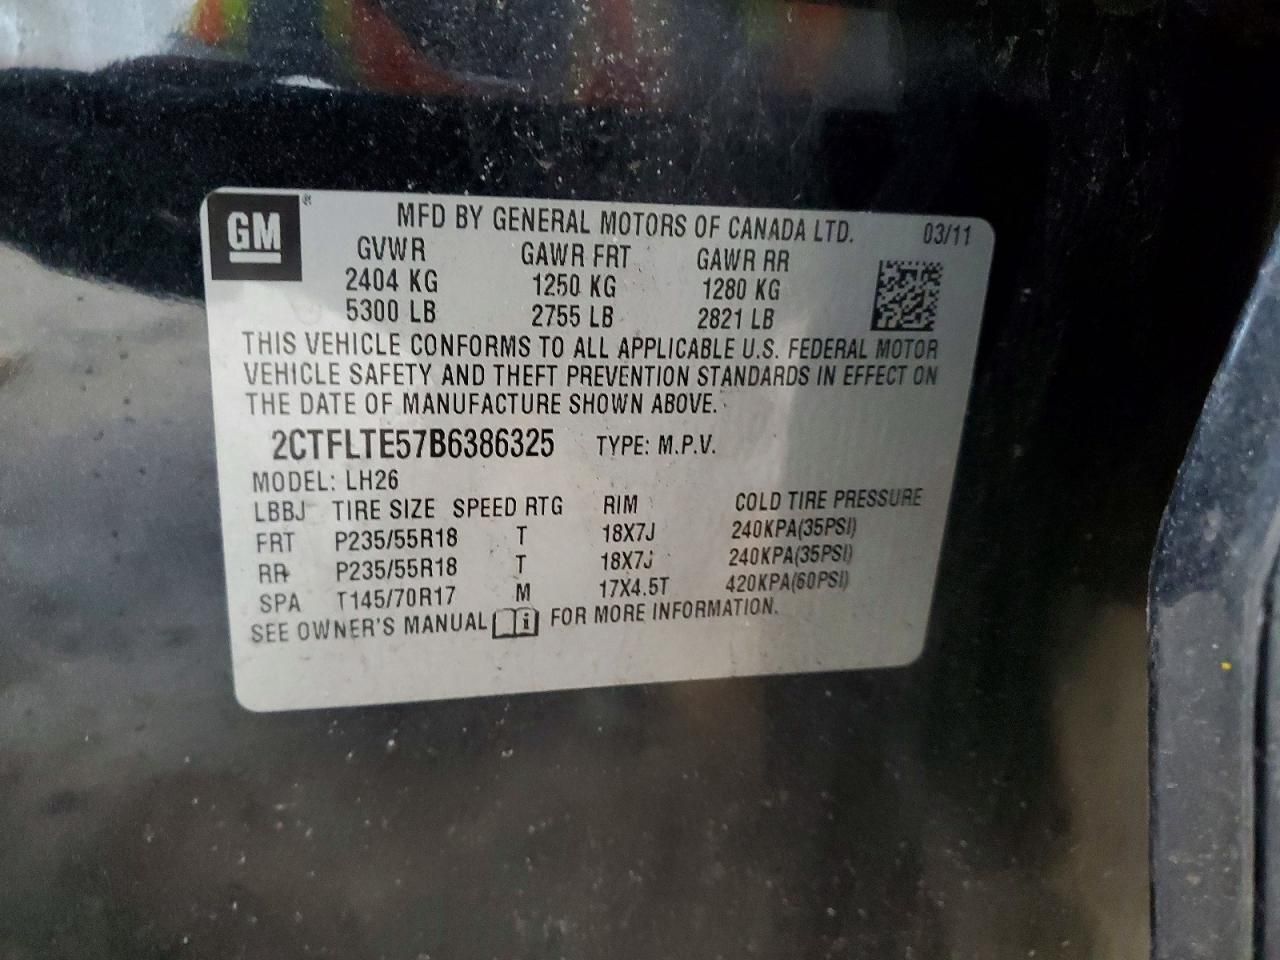 GM
MFD BY GENERAL MOTORS OF CANADA LTD. 03/11
GVWR GAWR FRT GAWR RR
2404 KG 1250 KG 1280 KG
5300 LB 2755 LB 2821 LB
THIS VEHICLE CONFORMS TO ALL APPLICABLE U.S. FEDERAL MOTOR
VEHICLE SAFETY AND THEFT PREVENTION STANDARDS IN EFFECT ON
THE DATE OF MANUFACTURE SHOWN ABOVE.
2CTFLTE57B6386325 TYPE: M.P.V.
MODEL: LH26
LBBJ TIRE SIZE SPEED RTG RIM COLD TIRE PRESSURE
FRT P235/55R18 T 18X7J 240KPA(35PSI)
RR P235/55R18 T 18X7J 240KPA(35PSI)
SPA T145/70R17 M 17X4.5T 420KPA(60PSI)
SEE OWNER'S MANUAL i FOR MORE INFORMATION.